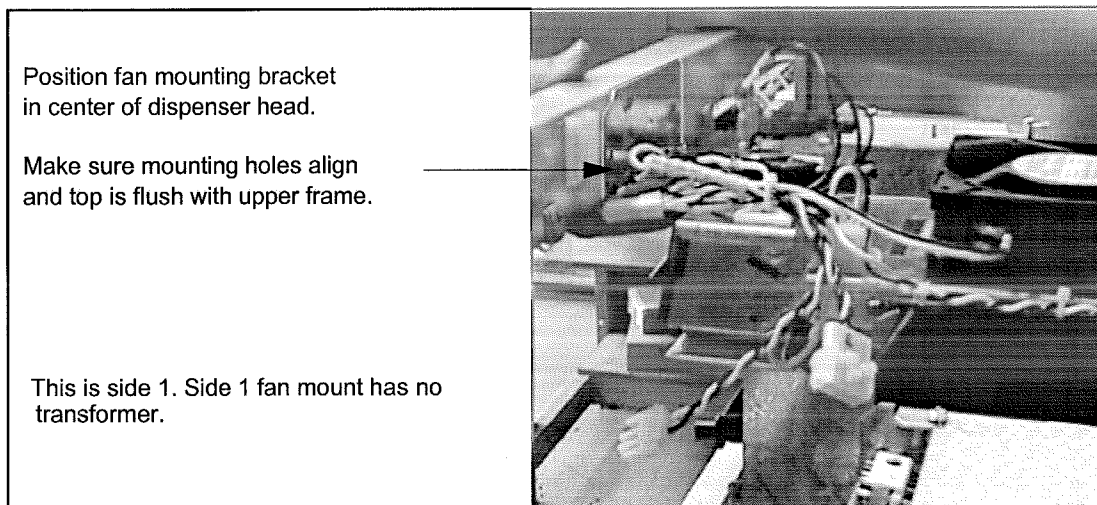 Position fan mounting bracket
in center of dispenser head.
Make sure mounting holes align
and top is flush with upper frame.
This is side 1. Side 1 fan mount has no
transformer.